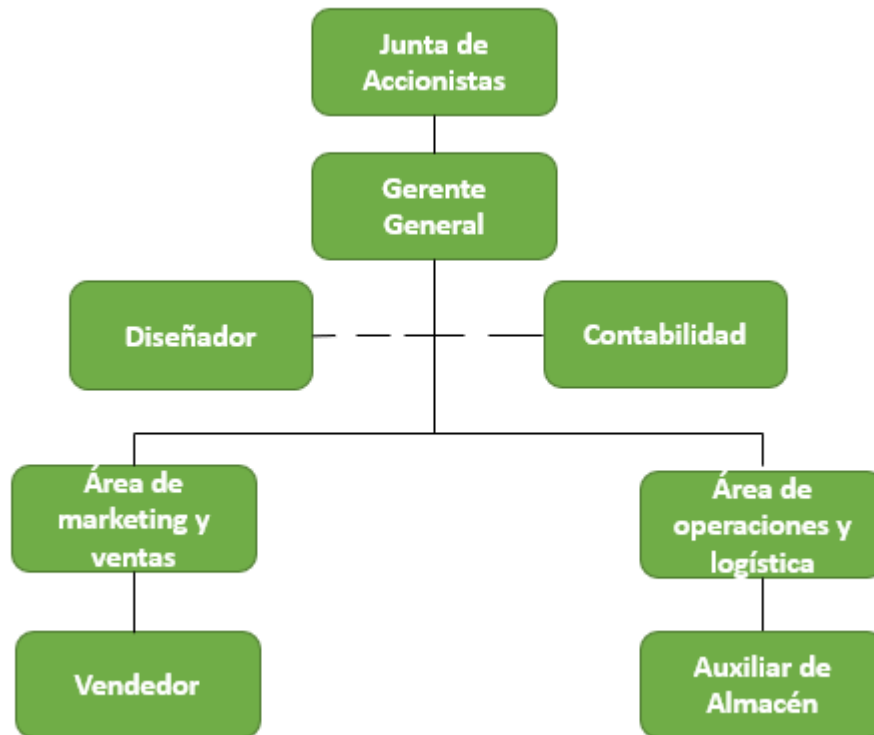 Junta de
Accionistas
Gerente
General
Diseñador
Contabilidad
Área de
marketing y
ventas
Área de
operaciones y
logística
Vendedor
Auxiliar de
Almacén